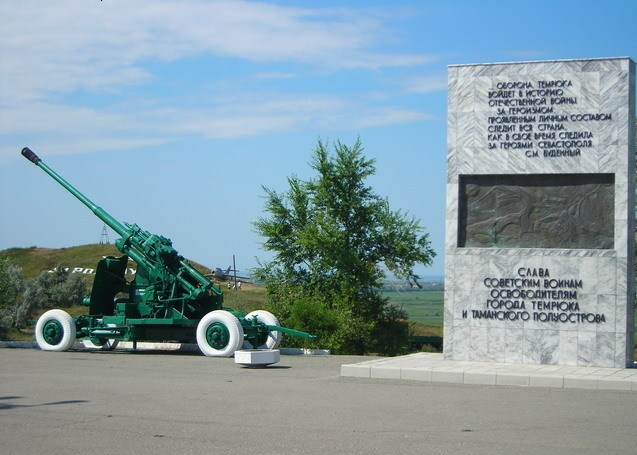 ОБОРОНА ТЕМРЮКА
ВОЙДЕТ В ИСТОРИЮ
ОТЕЧЕСТВЕННОЙ ВОЙНЫ
ЗА ГЕРОИЗМОМ,
ПРОЯВЛЕННЫМ ЛИЧНЫМ СОСТАВОМ
СЛЕДИТ ВСЯ СТРАНА,
КАК В СВОЕ ВРЕМЯ СЛЕДИЛА
ЗА ГЕРОЯМИ СЕВАСТОПОЛЯ.
С.М. БУДЕННЫЙ
СЛАВА
СОВЕТСКИМ ВОИНАМ
ОСВОБОДИТЕЛЯМ
ГОРОДА ТЕМРЮКА
И ТАМАНСКОГО ПОЛУОСТРОВА